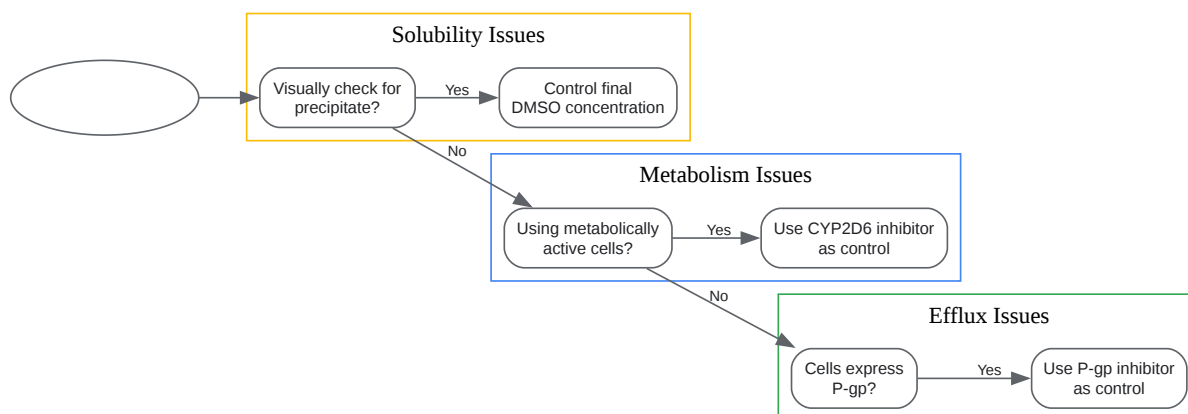 Solubility Issues
Visually check for
precipitate?
Yes
Control final
DMSO concentration
No
Metabolism Issues
Using metabolically
active cells?
Yes
Use CYP2D6 inhibitor
as control
No
Efflux Issues
Cells express
P-gp?
Yes
Use P-gp inhibitor
as control